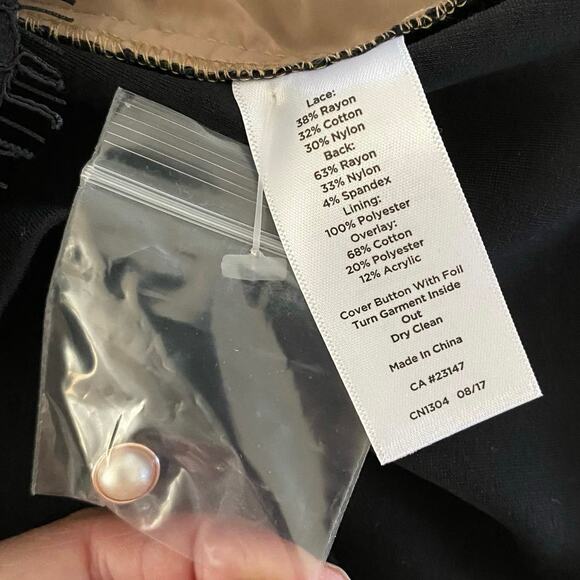 Lace:
38% Rayon
32% Cotton
30% Nylon
Back:
63% Rayon
33% Nylon
4% Spandex
Lining:
100% Polyester
Overlay:
68% Cotton
20% Polyester
12% Acrylic
Cover Button With Foil
Turn Garment Inside
Out
Dry Clean
Made In China
CA #23147
CN1304 08/17